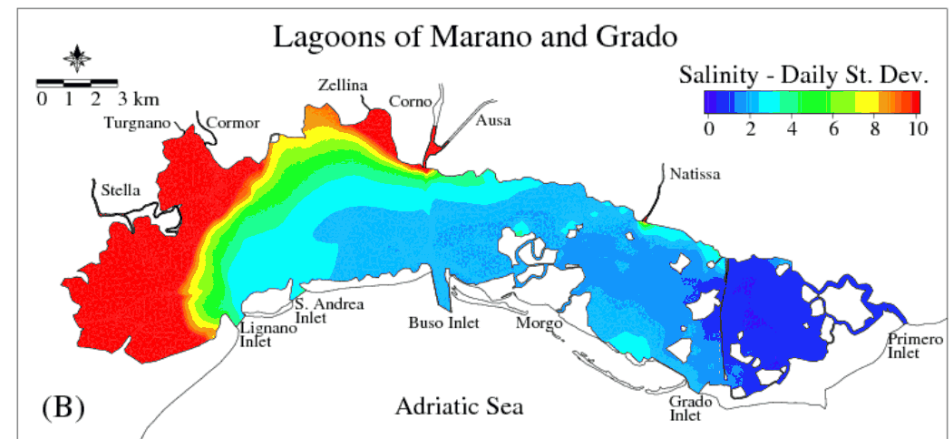 Lagoons of Marano and Grado
Salinity - Daily St. Dev.
0 2 4 6 8 10
0 1 2 3 km
Zellina
Corno
Turgnano
Cormor
Ausa
Stella
Natissa
S. Andrea
Inlet
Lignano
Inlet
Buso Inlet
Morgo
Primero
Inlet
Grado
Inlet
(B)
Adriatic Sea